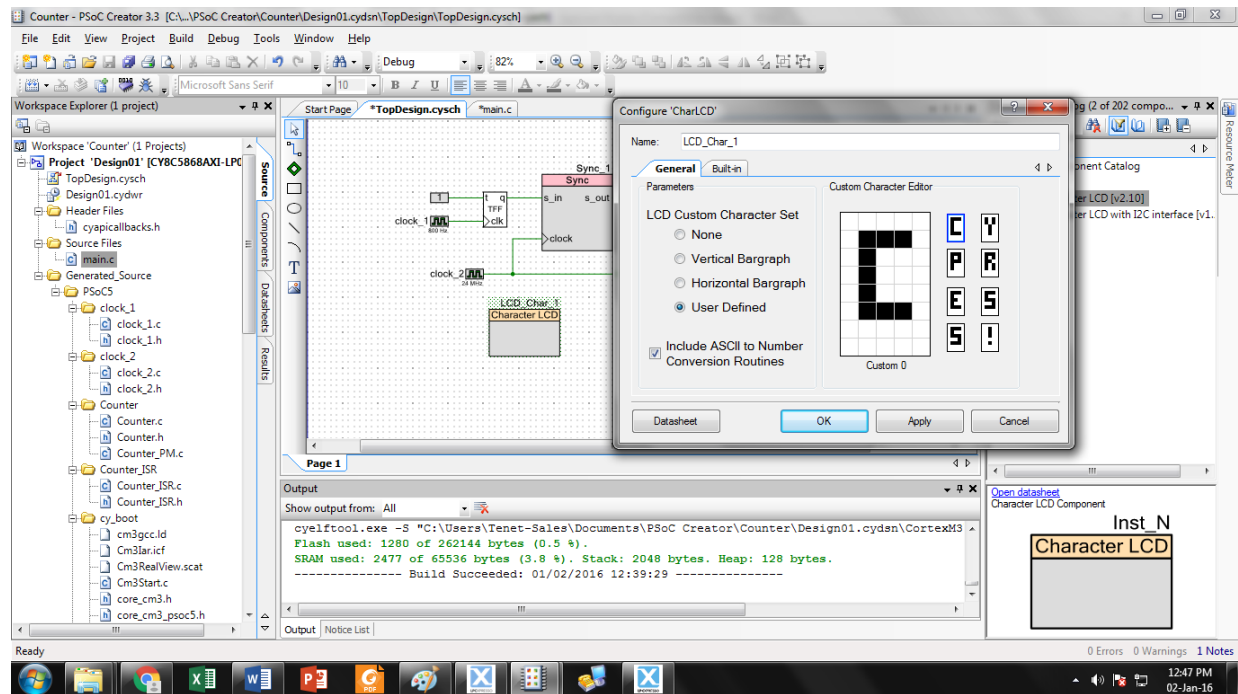 Counter - PSoC Creator 3.3 [C:\...\PSoC Creator\Counter\Design01.cydsn\TopDesign\TopDesign.cysch]
File Edit View Project Build Debug Tools Window Help
Debug 82%
Microsoft Sans Serif 10 B I U
Workspace Explorer (1 project)
Workspace 'Counter' (1 Projects)
Project 'Design01' [CY8C5868AXI-LP0
TopDesign.cysch
Design01.cydwr
Header Files
cyapicallbacks.h
Source Files
main.c
Generated_Source
PSoC5
clock_1
clock_1.c
clock_1.h
clock_2
clock_2.c
clock_2.h
Counter
Counter.c
Counter.h
Counter_PM.c
Counter_ISR
Counter_ISR.c
Counter_ISR.h
cy_boot
cm3gcc.ld
Cm3Iar.icf
Cm3RealView.scat
Cm3Start.c
core_cm3.h
core_cm3_psoc5.h
Source
Components
Datasheets
Results
Start Page *TopDesign.cysch *main.c
Sync_1
Sync
1 t q s_in s_out
TFF
clock_1 clk
800 Hz
clock
clock_2
24 MHz
LCD_Char_1
Character LCD
Page 1
Configure 'CharLCD'
Name: LCD_Char_1
General Built-in
Parameters
LCD Custom Character Set
None
Vertical Bargraph
Horizontal Bargraph
User Defined
Include ASCII to Number
Conversion Routines
Custom Character Editor
C Y
P R
E S
S !
Custom 0
Datasheet OK Apply Cancel
og (2 of 202 compo...
ponent Catalog
er LCD [v2.10]
ter LCD with I2C interface [v1.
Resource Meter
Output
Show output from: All
cyelftool.exe -S "C:\Users\Tenet-Sales\Documents\PSoC Creator\Counter\Design01.cydsn\CortexM3
Flash used: 1280 of 262144 bytes (0.5 %).
SRAM used: 2477 of 65536 bytes (3.8 %). Stack: 2048 bytes. Heap: 128 bytes.
--------------- Build Succeeded: 01/02/2016 12:39:29 ---------------
Output Notice List
Open datasheet
Character LCD Component
Inst_N
Character LCD
Ready
0 Errors 0 Warnings 1 Notes
12:47 PM
02-Jan-16